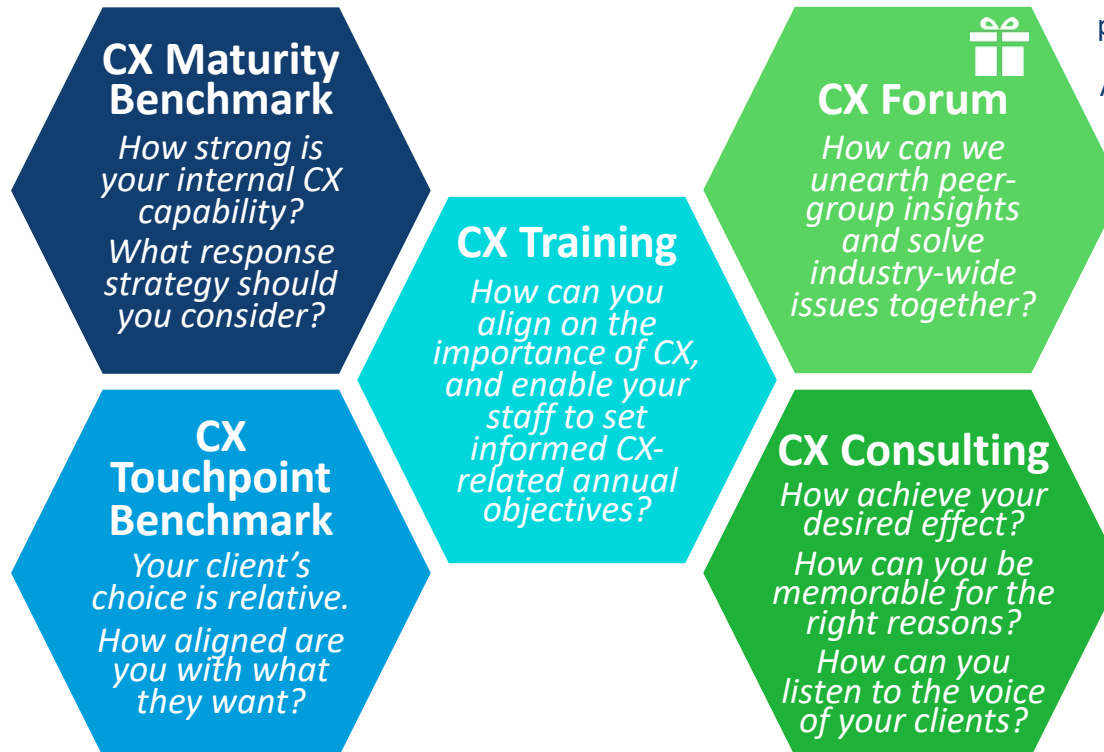 CX Maturity
Benchmark
How strong is
your internal CX
capability?
What response
strategy should
you consider?
CX Forum
How can we
unearth peer-
group insights
and solve
industry-wide
issues together?
CX Training
How can you
align on the
importance of CX,
and enable your
staff to set
informed CX-
related annual
objectives?
CX
Touchpoint
Benchmark
Your client’s
choice is relative.
How aligned are
you with what
they want?
CX Consulting
How achieve your
desired effect?
How can you be
memorable for the
right reasons?
How can you
listen to the voice
of your clients?